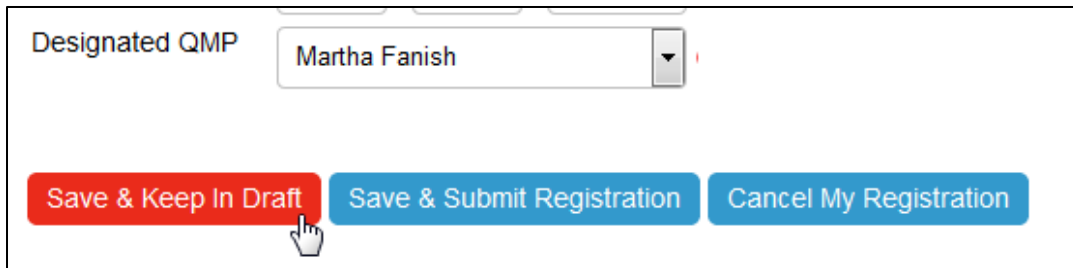 Designated QMP
Martha Fanish
Save & Keep In Draft
Save & Submit Registration
Cancel My Registration